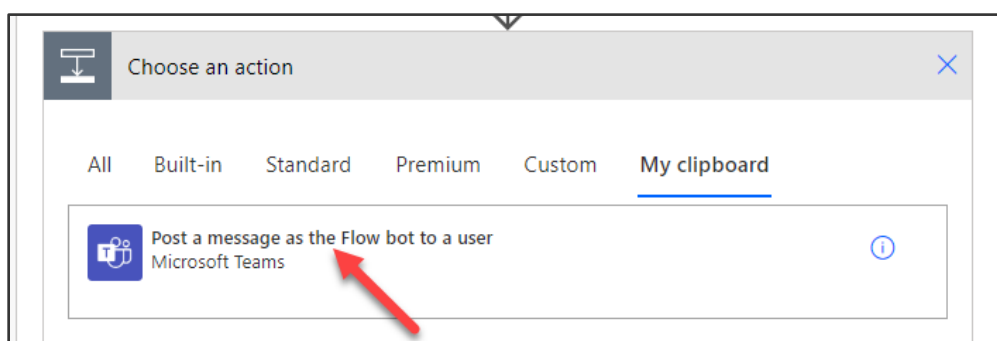 Choose an action
All Built-in Standard Premium Custom My clipboard
Post a message as the Flow bot to a user
Microsoft Teams